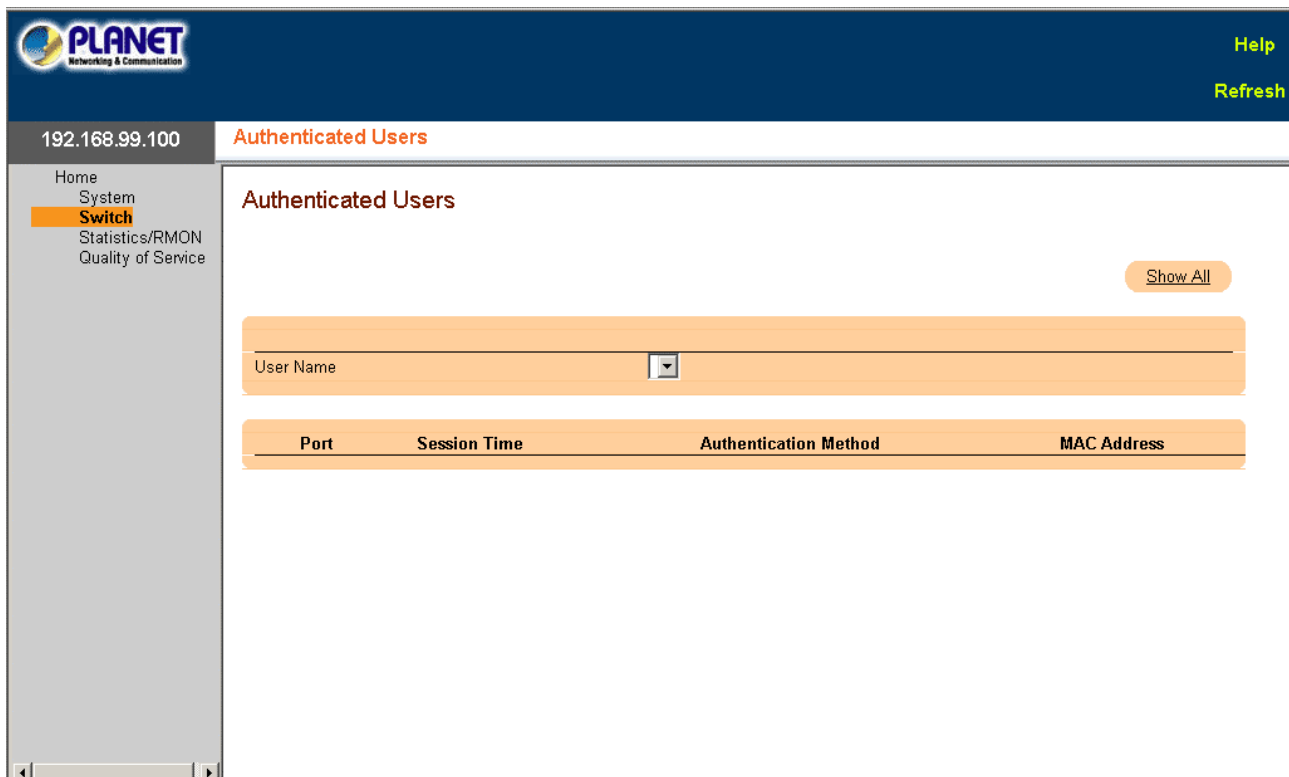 PLANET
Networking & Communication
Help
Refresh
192.168.99.100
Authenticated Users
Home
System
Switch
Statistics/RMON
Quality of Service
Authenticated Users
Show All
User Name
Port Session Time Authentication Method MAC Address